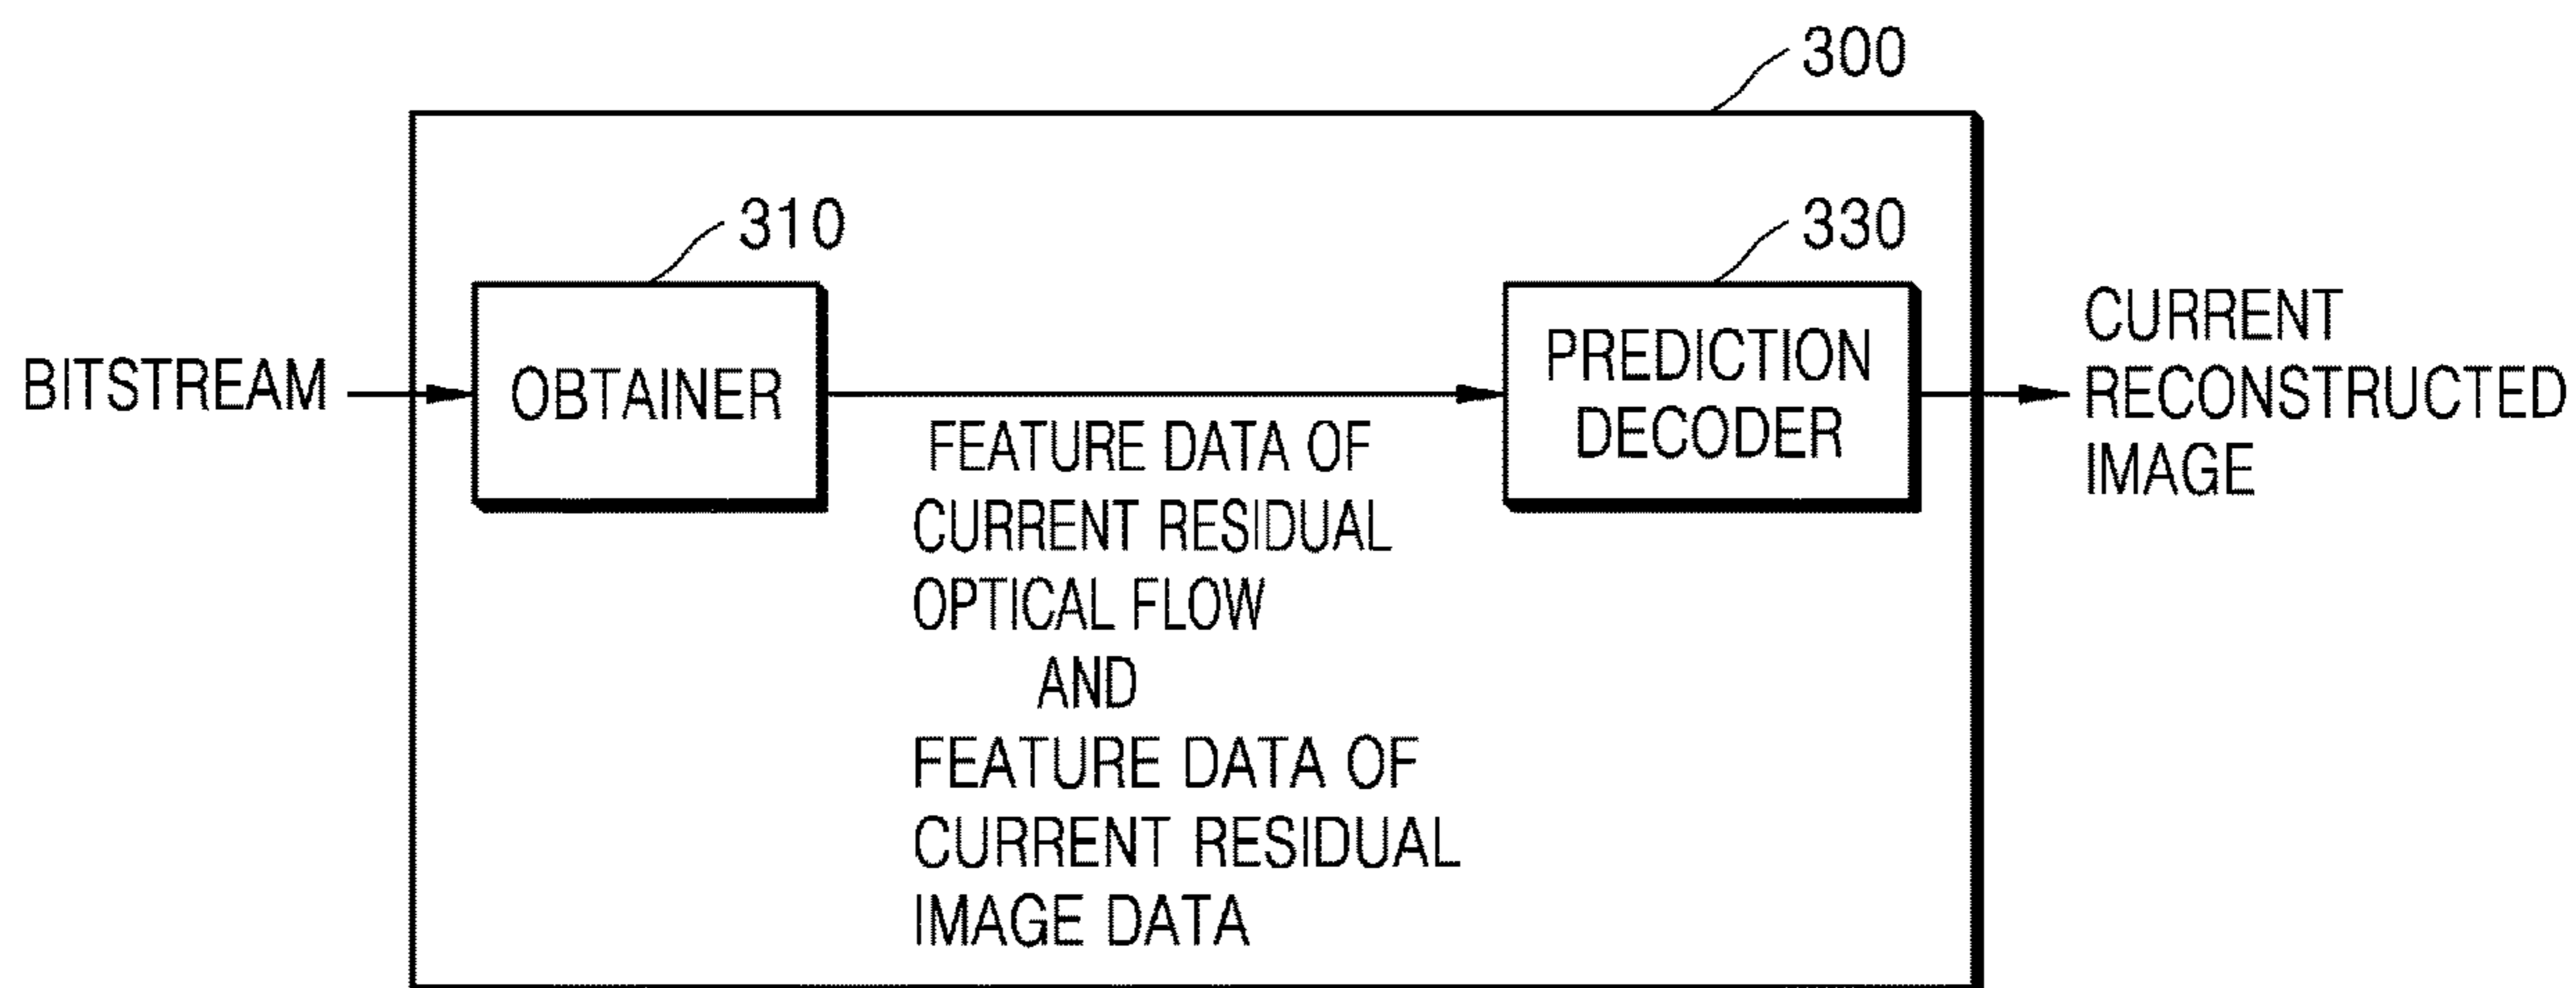 300
310
330
BITSTREAM
OBTAINER
FEATURE DATA OF
CURRENT RESIDUAL
OPTICAL FLOW
AND
FEATURE DATA OF
CURRENT RESIDUAL
IMAGE DATA
PREDICTION
DECODER
CURRENT
RECONSTRUCTED
IMAGE